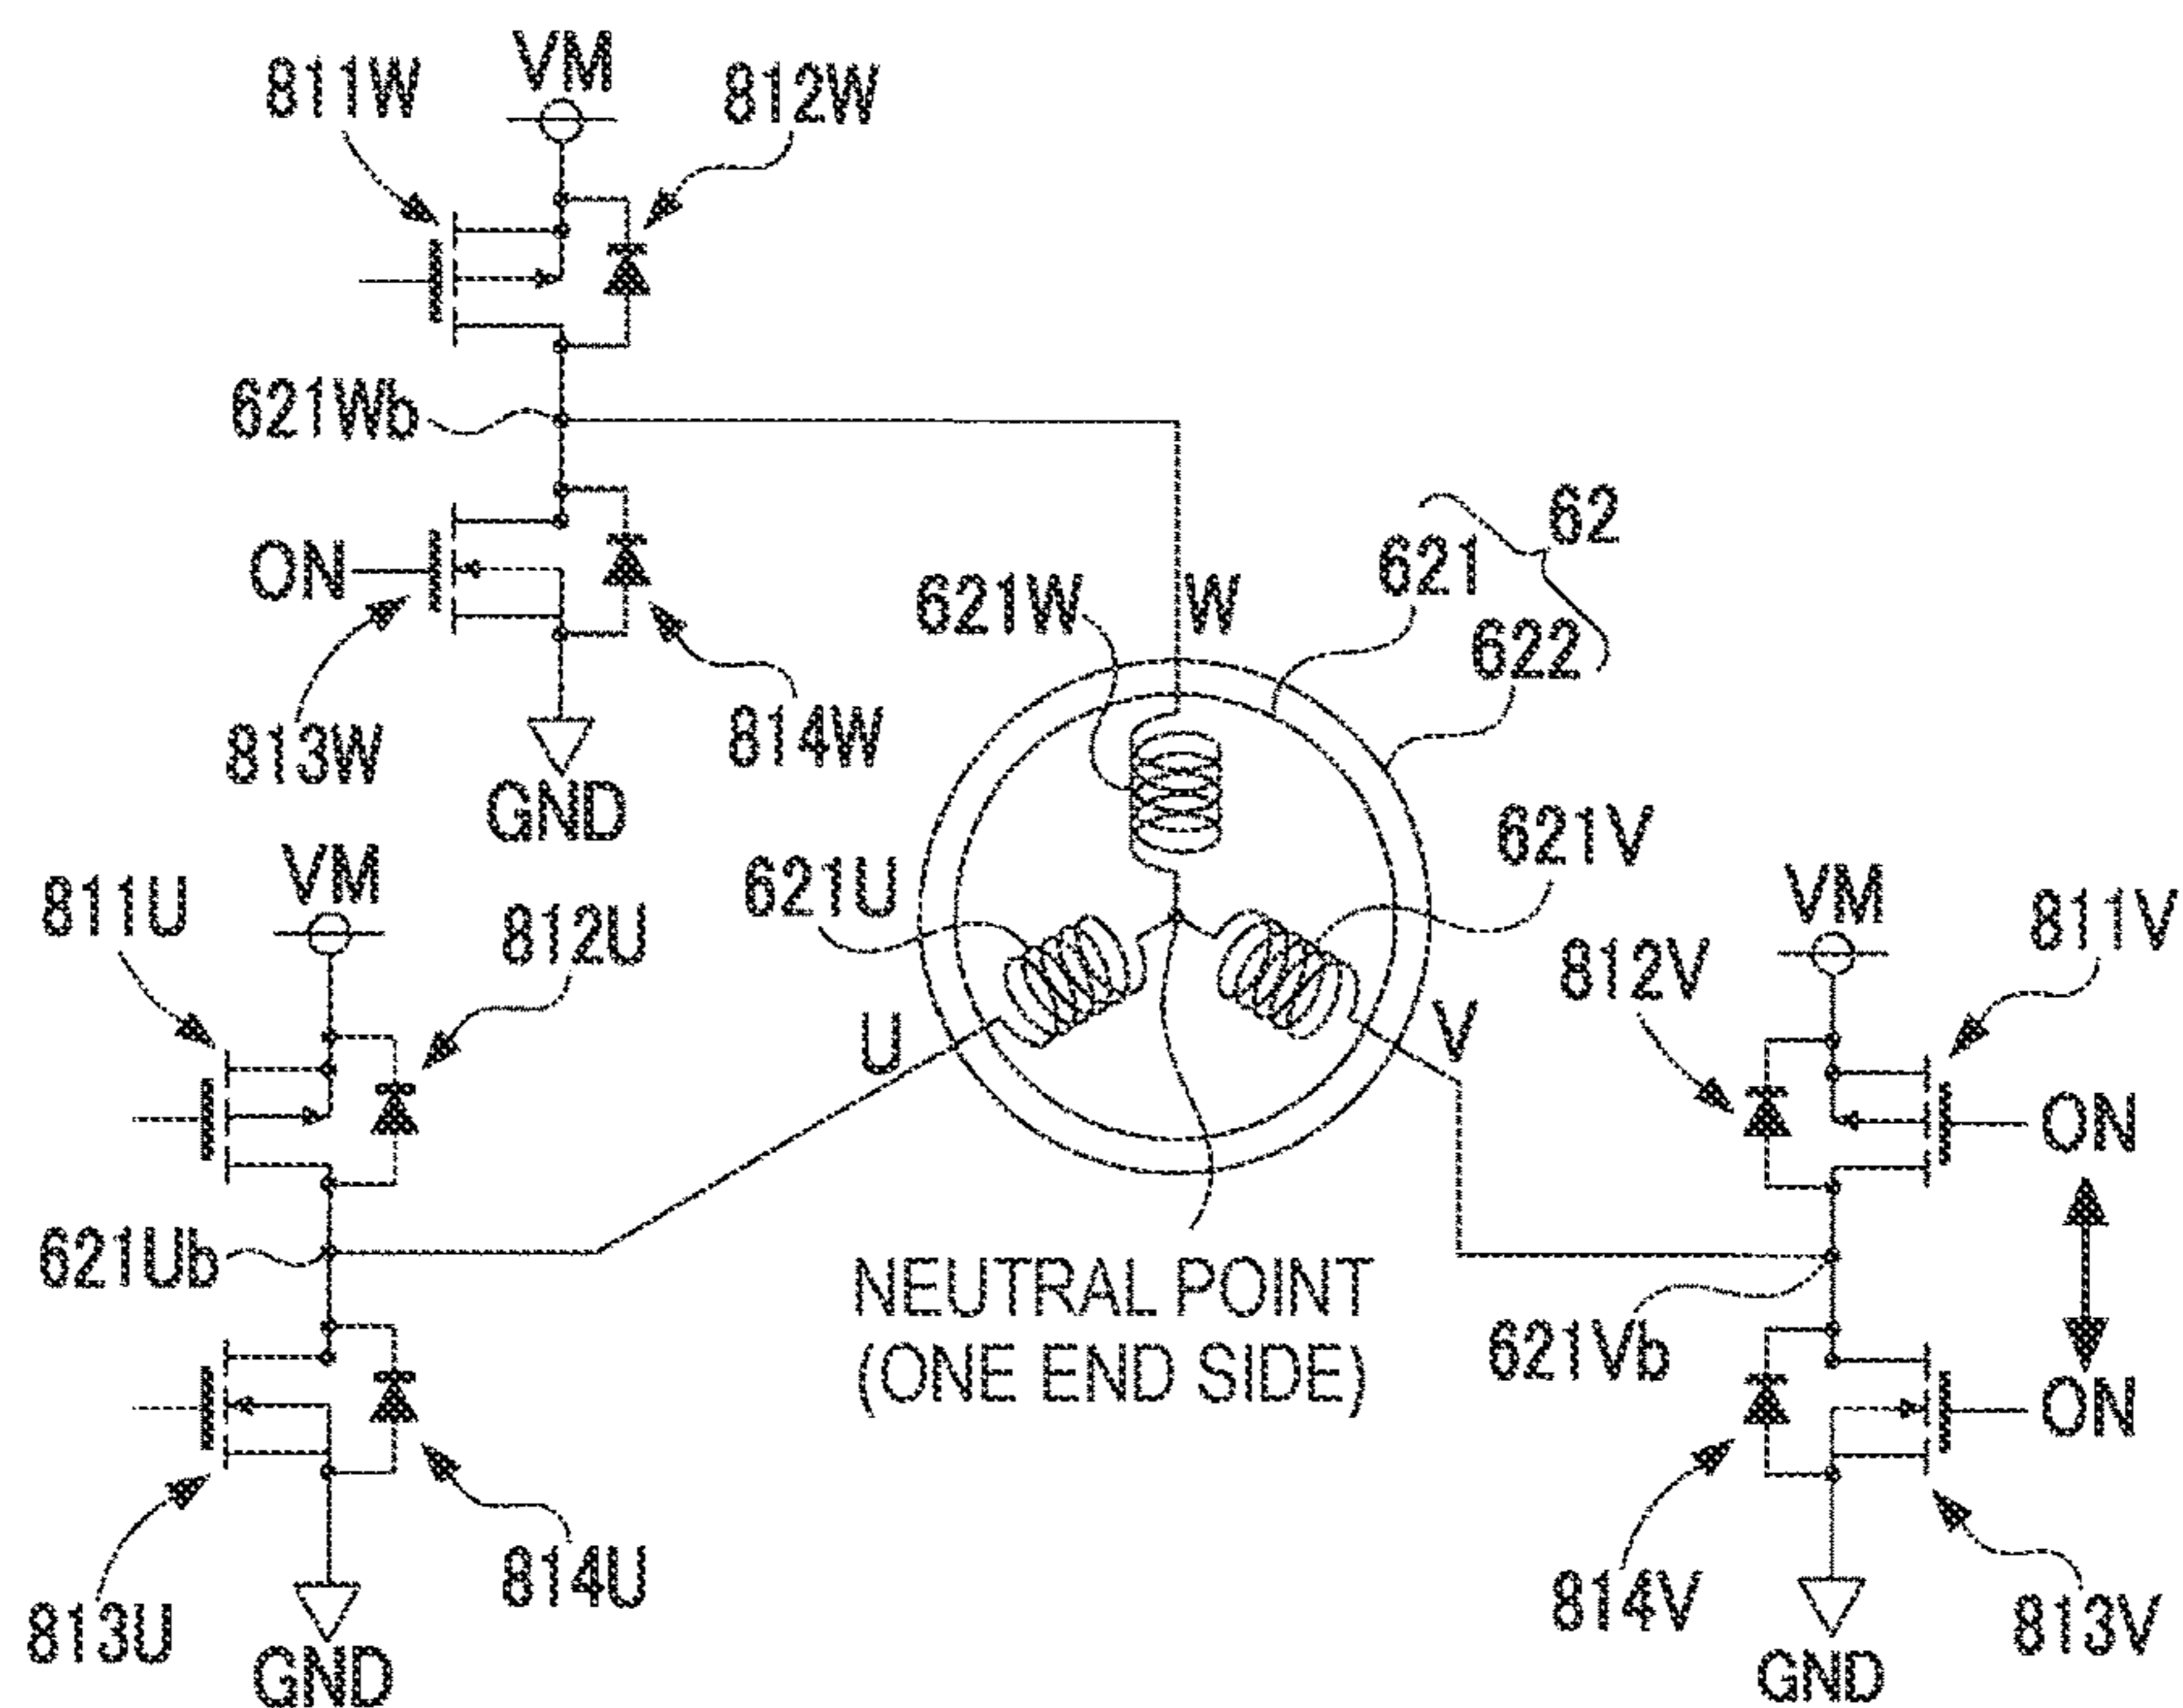 VM
811W
812W
621Wb
ON
813W
814W
GND
62
621
622
621W
W
621V
621U
U
V
VM
811U
812U
621Ub
813U
814U
GND
NEUTRAL POINT
(ONE END SIDE)
VM
811V
812V
ON
621Vb
ON
814V
813V
GND